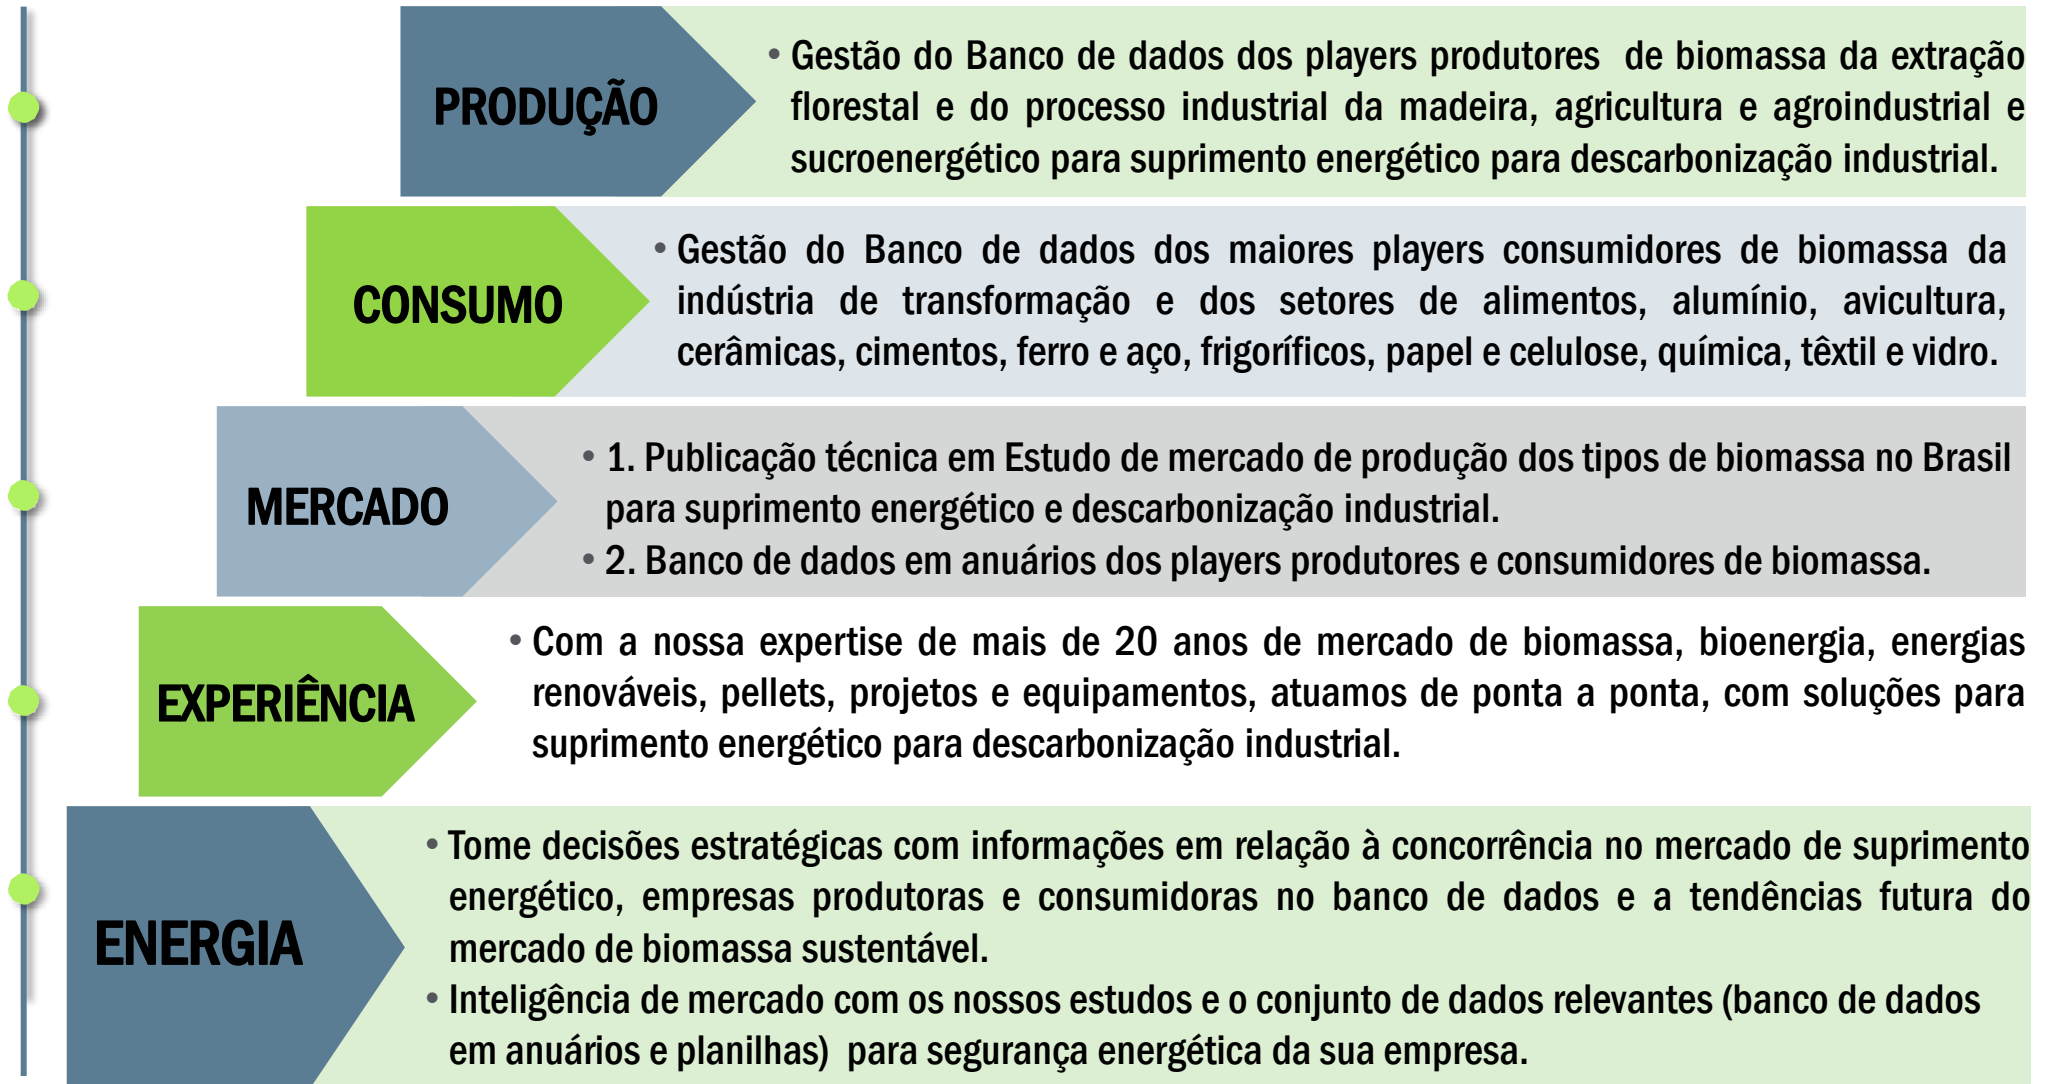 PRODUÇÃO
• Gestão do Banco de dados dos players produtores  de biomassa da extração
florestal e do processo industrial da madeira, agricultura e agroindustrial e
sucroenergético para suprimento energético para descarbonização industrial.
CONSUMO
• Gestão do Banco de dados dos maiores players consumidores de biomassa da
indústria de transformação e dos setores de alimentos, alumínio, avicultura,
cerâmicas, cimentos, ferro e aço, frigoríficos, papel e celulose, química, têxtil e vidro.
MERCADO
• 1. Publicação técnica em Estudo de mercado de produção dos tipos de biomassa no Brasil
para suprimento energético e descarbonização industrial.
• 2. Banco de dados em anuários dos players produtores e consumidores de biomassa.
EXPERIÊNCIA
• Com a nossa expertise de mais de 20 anos de mercado de biomassa, bioenergia, energias
renováveis, pellets, projetos e equipamentos, atuamos de ponta a ponta, com soluções para
suprimento energético para descarbonização industrial.
ENERGIA
• Tome decisões estratégicas com informações em relação à concorrência no mercado de suprimento
energético, empresas produtoras e consumidoras no banco de dados e a tendências futura do
mercado de biomassa sustentável.
• Inteligência de mercado com os nossos estudos e o conjunto de dados relevantes (banco de dados
em anuários e planilhas)  para segurança energética da sua empresa.